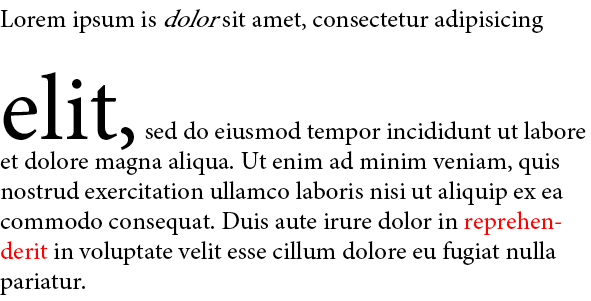 Lorem ipsum is dolor sit amet, consectetur adipisicing
elit, sed do eiusmod tempor incididunt ut labore
et dolore magna aliqua. Ut enim ad minim veniam, quis
nostrud exercitation ullamco laboris nisi ut aliquip ex ea
commodo consequat. Duis aute irure dolor in reprehen-
derit in voluptate velit esse cillum dolore eu fugiat nulla
pariatur.